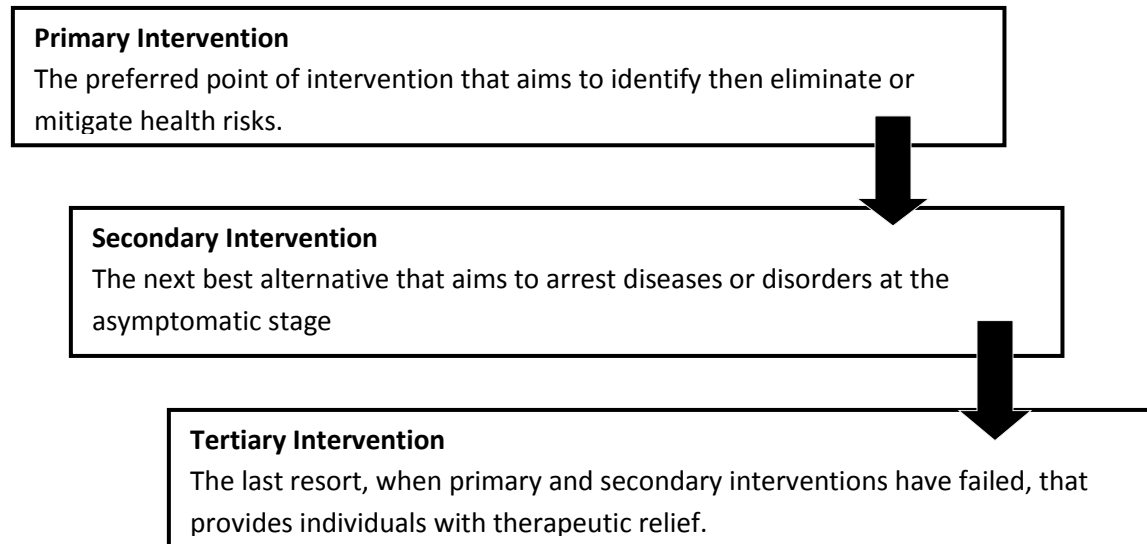 Primary Intervention
The preferred point of intervention that aims to identify then eliminate or
mitigate health risks.
Secondary Intervention
The next best alternative that aims to arrest diseases or disorders at the
asymptomatic stage
Tertiary Intervention
The last resort, when primary and secondary interventions have failed, that
provides individuals with therapeutic relief.